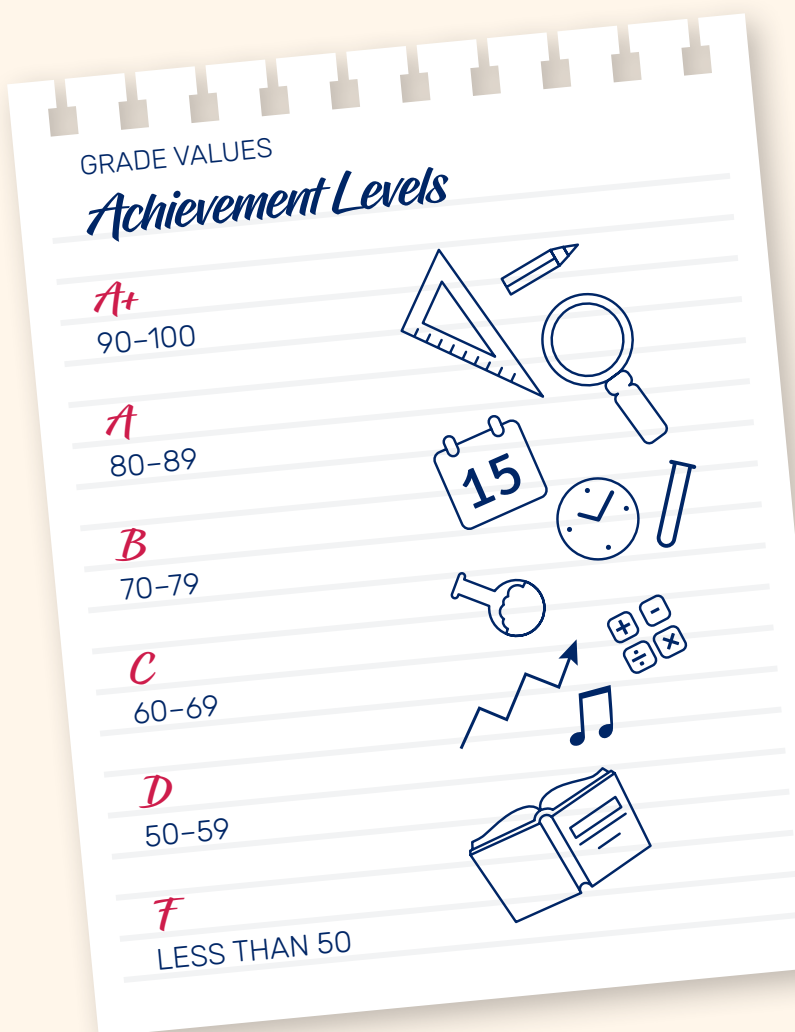 GRADE VALUES
Achievement Levels
A+
90–100
A
80–89
15
B
70–79
+ -
÷ ×
C
60–69
D
50–59
F
LESS THAN 50